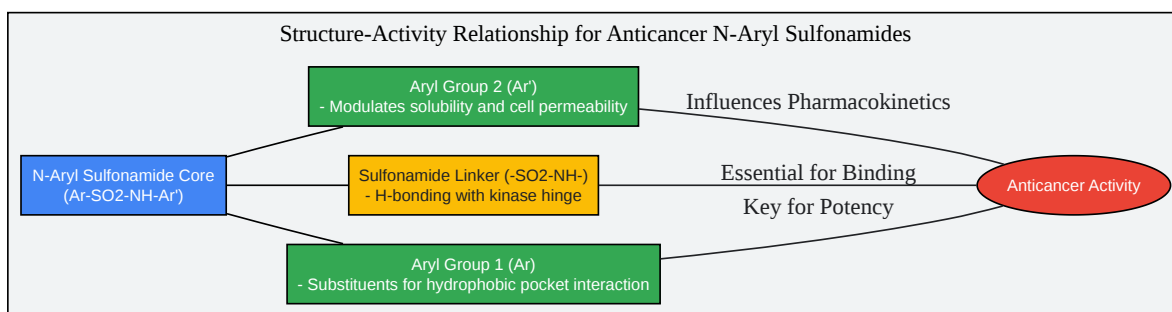 Structure-Activity Relationship for Anticancer N-Aryl Sulfonamides
Aryl Group 2 (Ar')
- Modulates solubility and cell permeability
Influences Pharmacokinetics
N-Aryl Sulfonamide Core
(Ar-SO2-NH-Ar')
Sulfonamide Linker (-SO2-NH-)
- H-bonding with kinase hinge
Essential for Binding
Anticancer Activity
Key for Potency
Aryl Group 1 (Ar)
- Substituents for hydrophobic pocket interaction